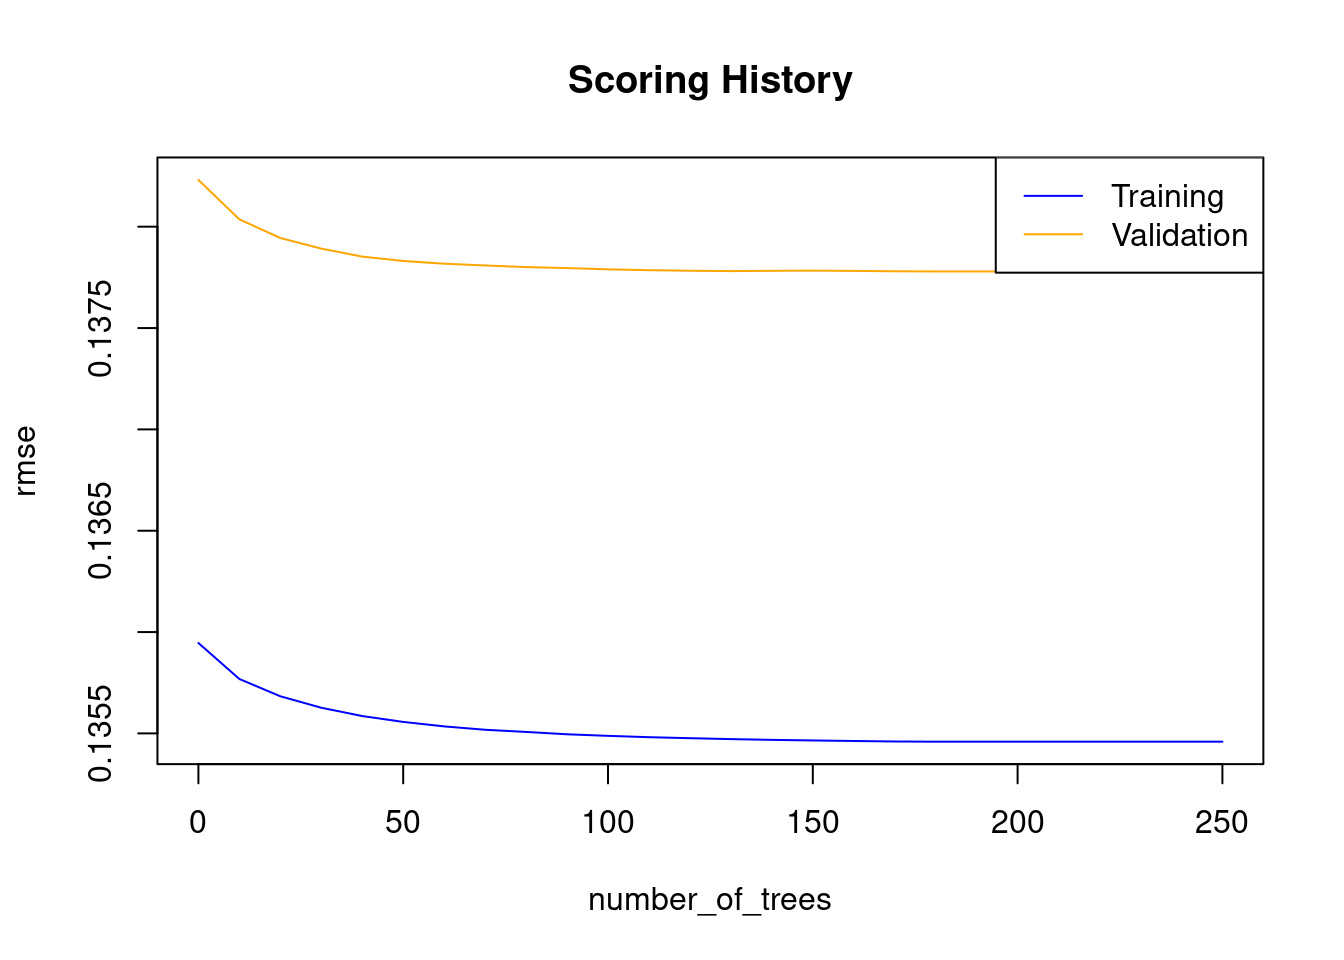 Scoring History
Training
Validation
rmse
0.1375
0.1365
0.1355
0 50 100 150 200 250
number_of_trees